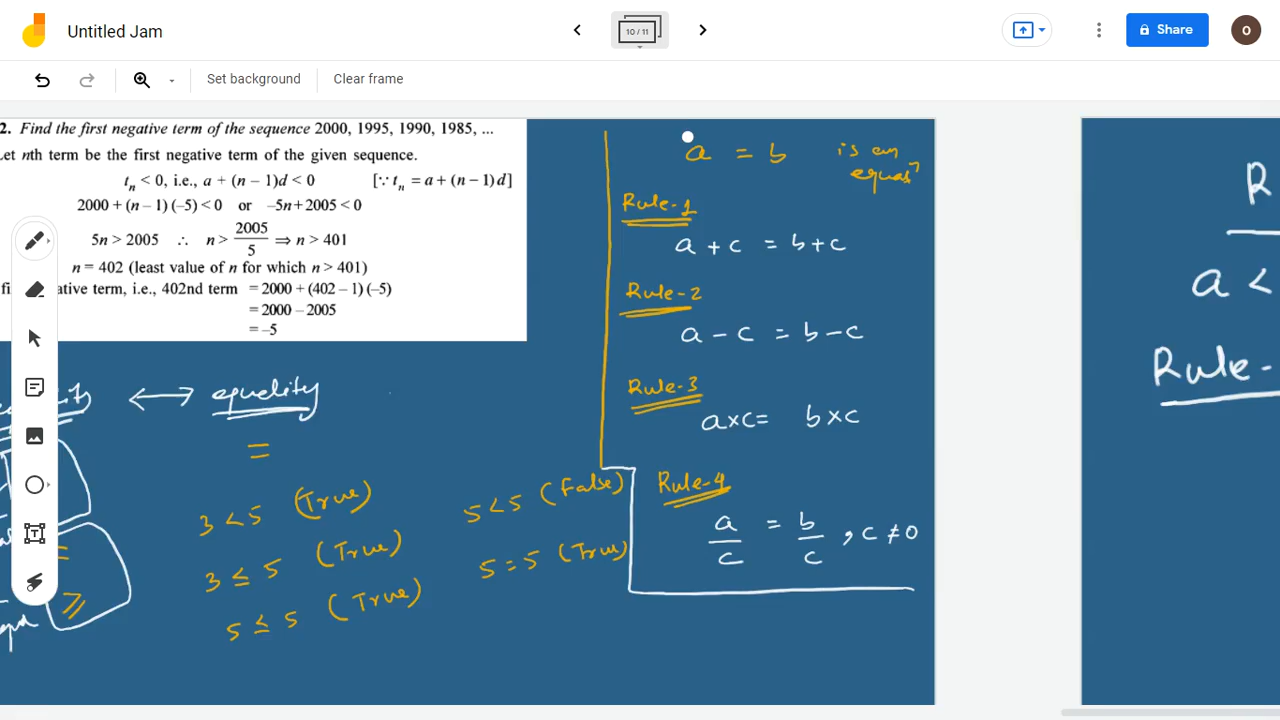 Untitled Jam
10 / 11
Share
O
Set background
Clear frame
2. Find the first negative term of the sequence 2000, 1995, 1990, 1985, ...
Let nth term be the first negative term of the given sequence.
tₙ < 0, i.e., a + (n – 1)d < 0 [∵ tₙ = a + (n – 1) d]
2000 + (n – 1) (–5) < 0 or –5n + 2005 < 0
5n > 2005 ∴ n > 2005/5 ⇒ n > 401
n = 402 (least value of n for which n > 401)
ative term, i.e., 402nd term = 2000 + (402 – 1) (–5)
= 2000 – 2005
= –5
⟷ equality
=
3 < 5 (True)
3 ≤ 5 (True)
5 ≤ 5 (True)
5 < 5 (False)
5 = 5 (True)
≥
a = b is an
Rule-1
a + c = b + c
Rule-2
a – c = b – c
Rule-3
a × c = b × c
Rule-4
a/c = b/c , c ≠ 0
R
a <
Rule-